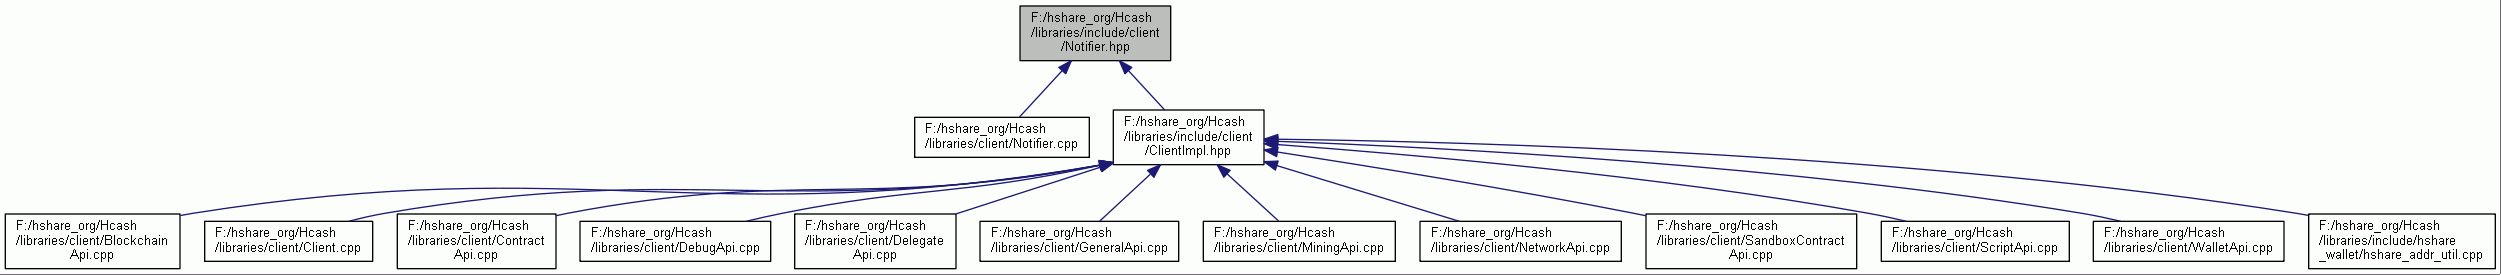 F:/hshare_org/Hcash
/libraries/include/client
/Notifier.hpp
F:/hshare_org/Hcash
/libraries/client/Notifier.cpp
F:/hshare_org/Hcash
/libraries/include/client
/ClientImpl.hpp
F:/hshare_org/Hcash
/libraries/client/Blockchain
Api.cpp
F:/hshare_org/Hcash
/libraries/client/Client.cpp
F:/hshare_org/Hcash
/libraries/client/Contract
Api.cpp
F:/hshare_org/Hcash
/libraries/client/DebugApi.cpp
F:/hshare_org/Hcash
/libraries/client/Delegate
Api.cpp
F:/hshare_org/Hcash
/libraries/client/GeneralApi.cpp
F:/hshare_org/Hcash
/libraries/client/MiningApi.cpp
F:/hshare_org/Hcash
/libraries/client/NetworkApi.cpp
F:/hshare_org/Hcash
/libraries/client/SandboxContract
Api.cpp
F:/hshare_org/Hcash
/libraries/client/ScriptApi.cpp
F:/hshare_org/Hcash
/libraries/client/WalletApi.cpp
F:/hshare_org/Hcash
/libraries/include/hshare
_wallet/hshare_addr_util.cpp